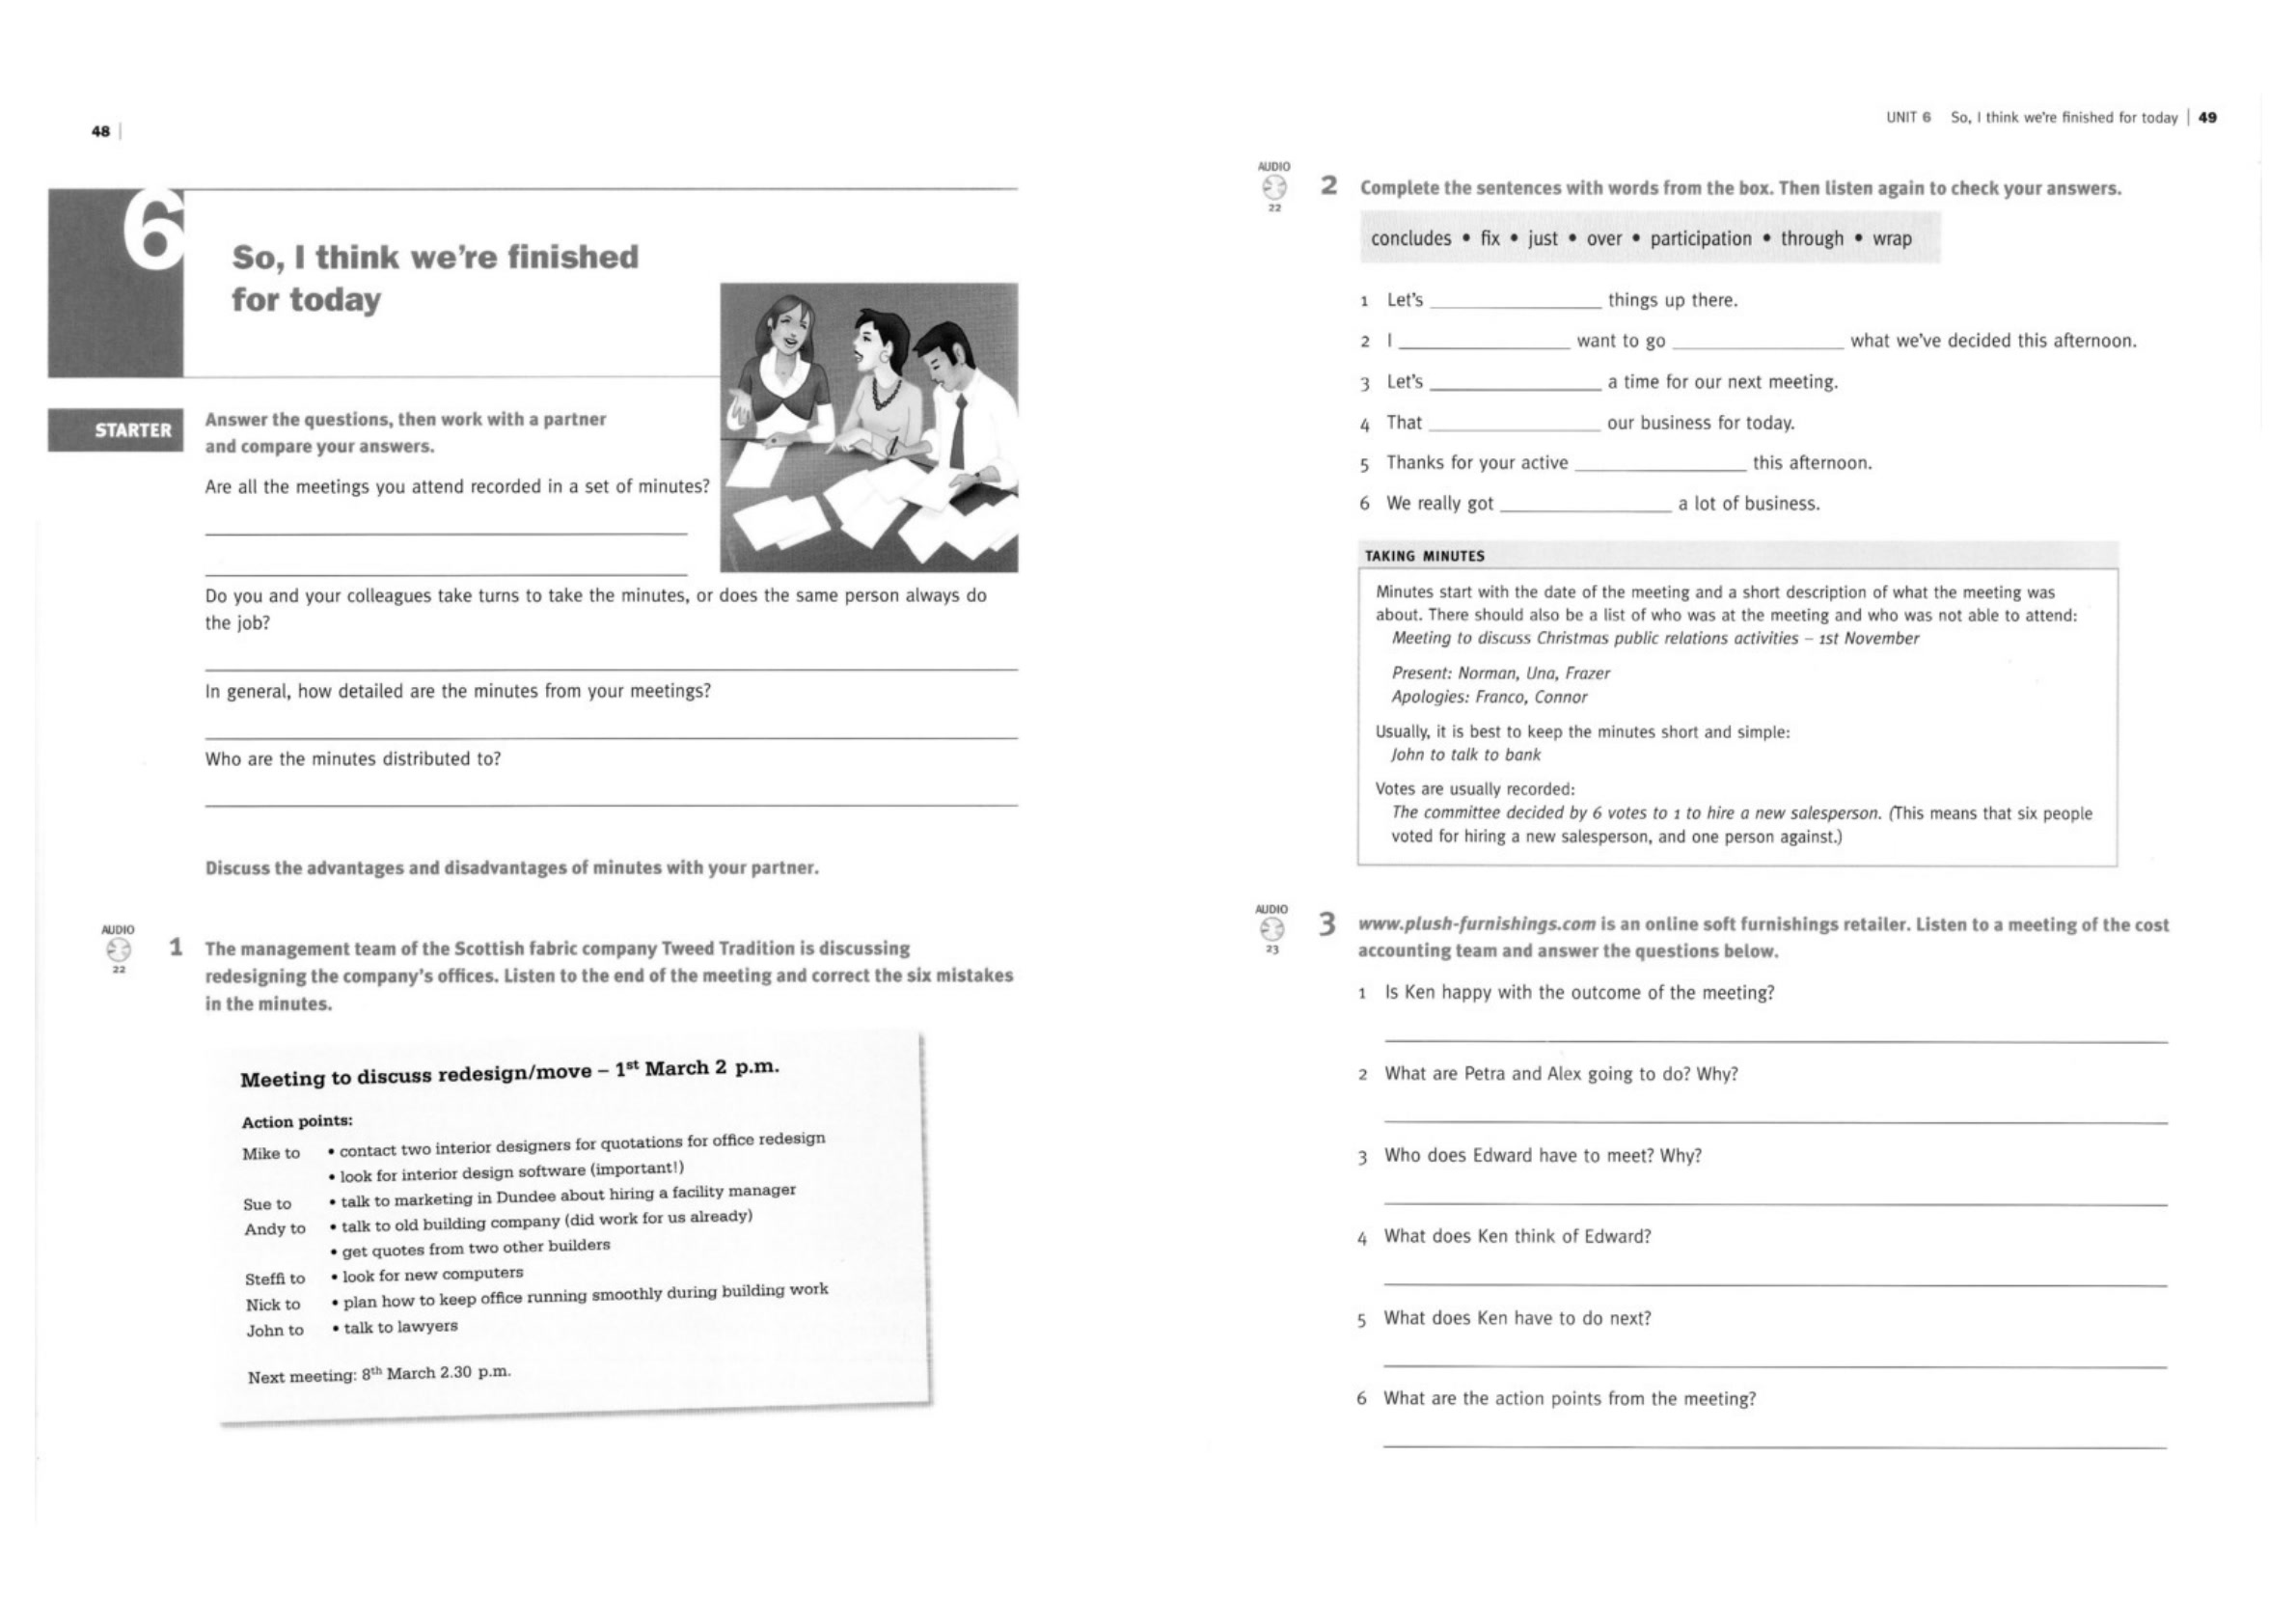 48
6
So, I think we're finished
for today
STARTER
Answer the questions, then work with a partner
and compare your answers.
Are all the meetings you attend recorded in a set of minutes?
Do you and your colleagues take turns to take the minutes, or does the same person always do
the job?
In general, how detailed are the minutes from your meetings?
Who are the minutes distributed to?
Discuss the advantages and disadvantages of minutes with your partner.
AUDIO
22
1 The management team of the Scottish fabric company Tweed Tradition is discussing
redesigning the company's offices. Listen to the end of the meeting and correct the six mistakes
in the minutes.
Meeting to discuss redesign/move – 1st March 2 p.m.
Action points:
Mike to • contact two interior designers for quotations for office redesign
• look for interior design software (important!)
Sue to • talk to marketing in Dundee about hiring a facility manager
Andy to • talk to old building company (did work for us already)
• get quotes from two other builders
Steffi to • look for new computers
Nick to • plan how to keep office running smoothly during building work
John to • talk to lawyers
Next meeting: 8th March 2.30 p.m.
UNIT 6 So, I think we're finished for today | 49
AUDIO
22
2 Complete the sentences with words from the box. Then listen again to check your answers.
concludes • fix • just • over • participation • through • wrap
1 Let's ____________ things up there.
2 I ____________ want to go ____________ what we've decided this afternoon.
3 Let's ____________ a time for our next meeting.
4 That ____________ our business for today.
5 Thanks for your active ____________ this afternoon.
6 We really got ____________ a lot of business.
TAKING MINUTES
Minutes start with the date of the meeting and a short description of what the meeting was
about. There should also be a list of who was at the meeting and who was not able to attend:
Meeting to discuss Christmas public relations activities – 1st November
Present: Norman, Una, Frazer
Apologies: Franco, Connor
Usually, it is best to keep the minutes short and simple:
John to talk to bank
Votes are usually recorded:
The committee decided by 6 votes to 1 to hire a new salesperson. (This means that six people
voted for hiring a new salesperson, and one person against.)
AUDIO
23
3 www.plush-furnishings.com is an online soft furnishings retailer. Listen to a meeting of the cost
accounting team and answer the questions below.
1 Is Ken happy with the outcome of the meeting?
2 What are Petra and Alex going to do? Why?
3 Who does Edward have to meet? Why?
4 What does Ken think of Edward?
5 What does Ken have to do next?
6 What are the action points from the meeting?